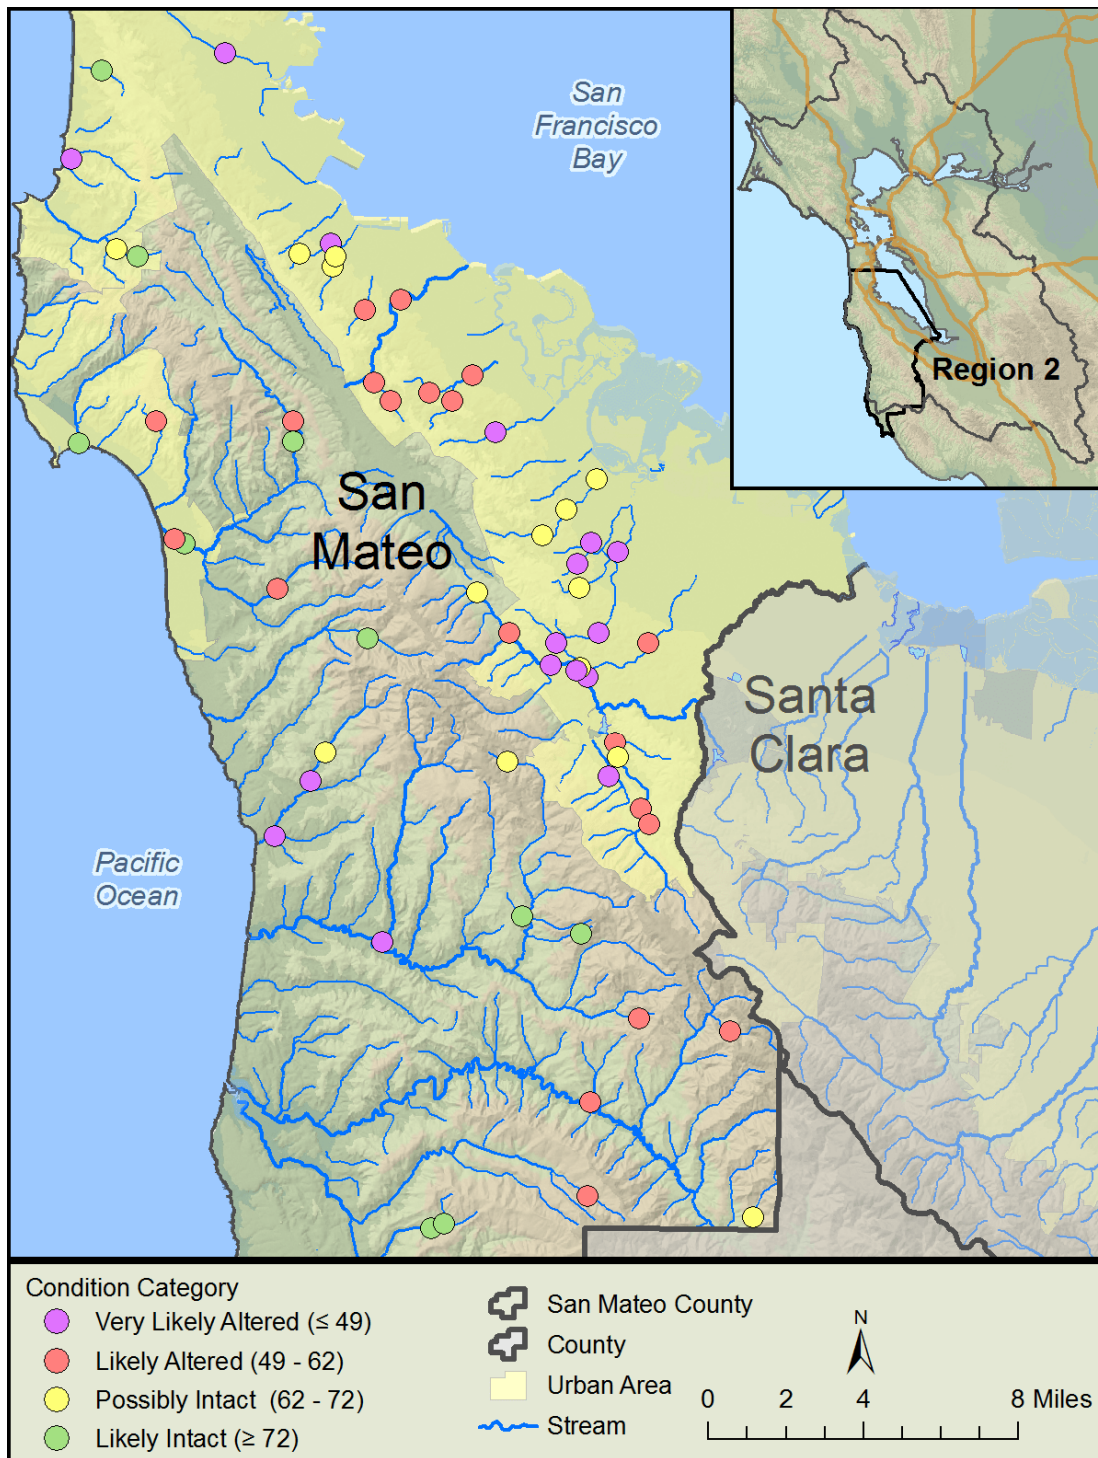 San
Francisco
Bay
Region 2
San
Mateo
Santa
Clara
Pacific
Ocean
Condition Category
Very Likely Altered (≤ 49)
Likely Altered (49 - 62)
Possibly Intact (62 - 72)
Likely Intact (≥ 72)
San Mateo County
County
Urban Area
Stream
N
0 2 4 8 Miles